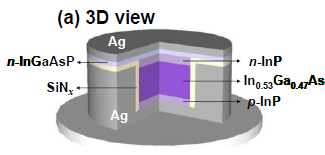 (a) 3D view
Ag
n-InGaAsP
n-InP
SiNx
In0.53Ga0.47As
p-InP
Ag